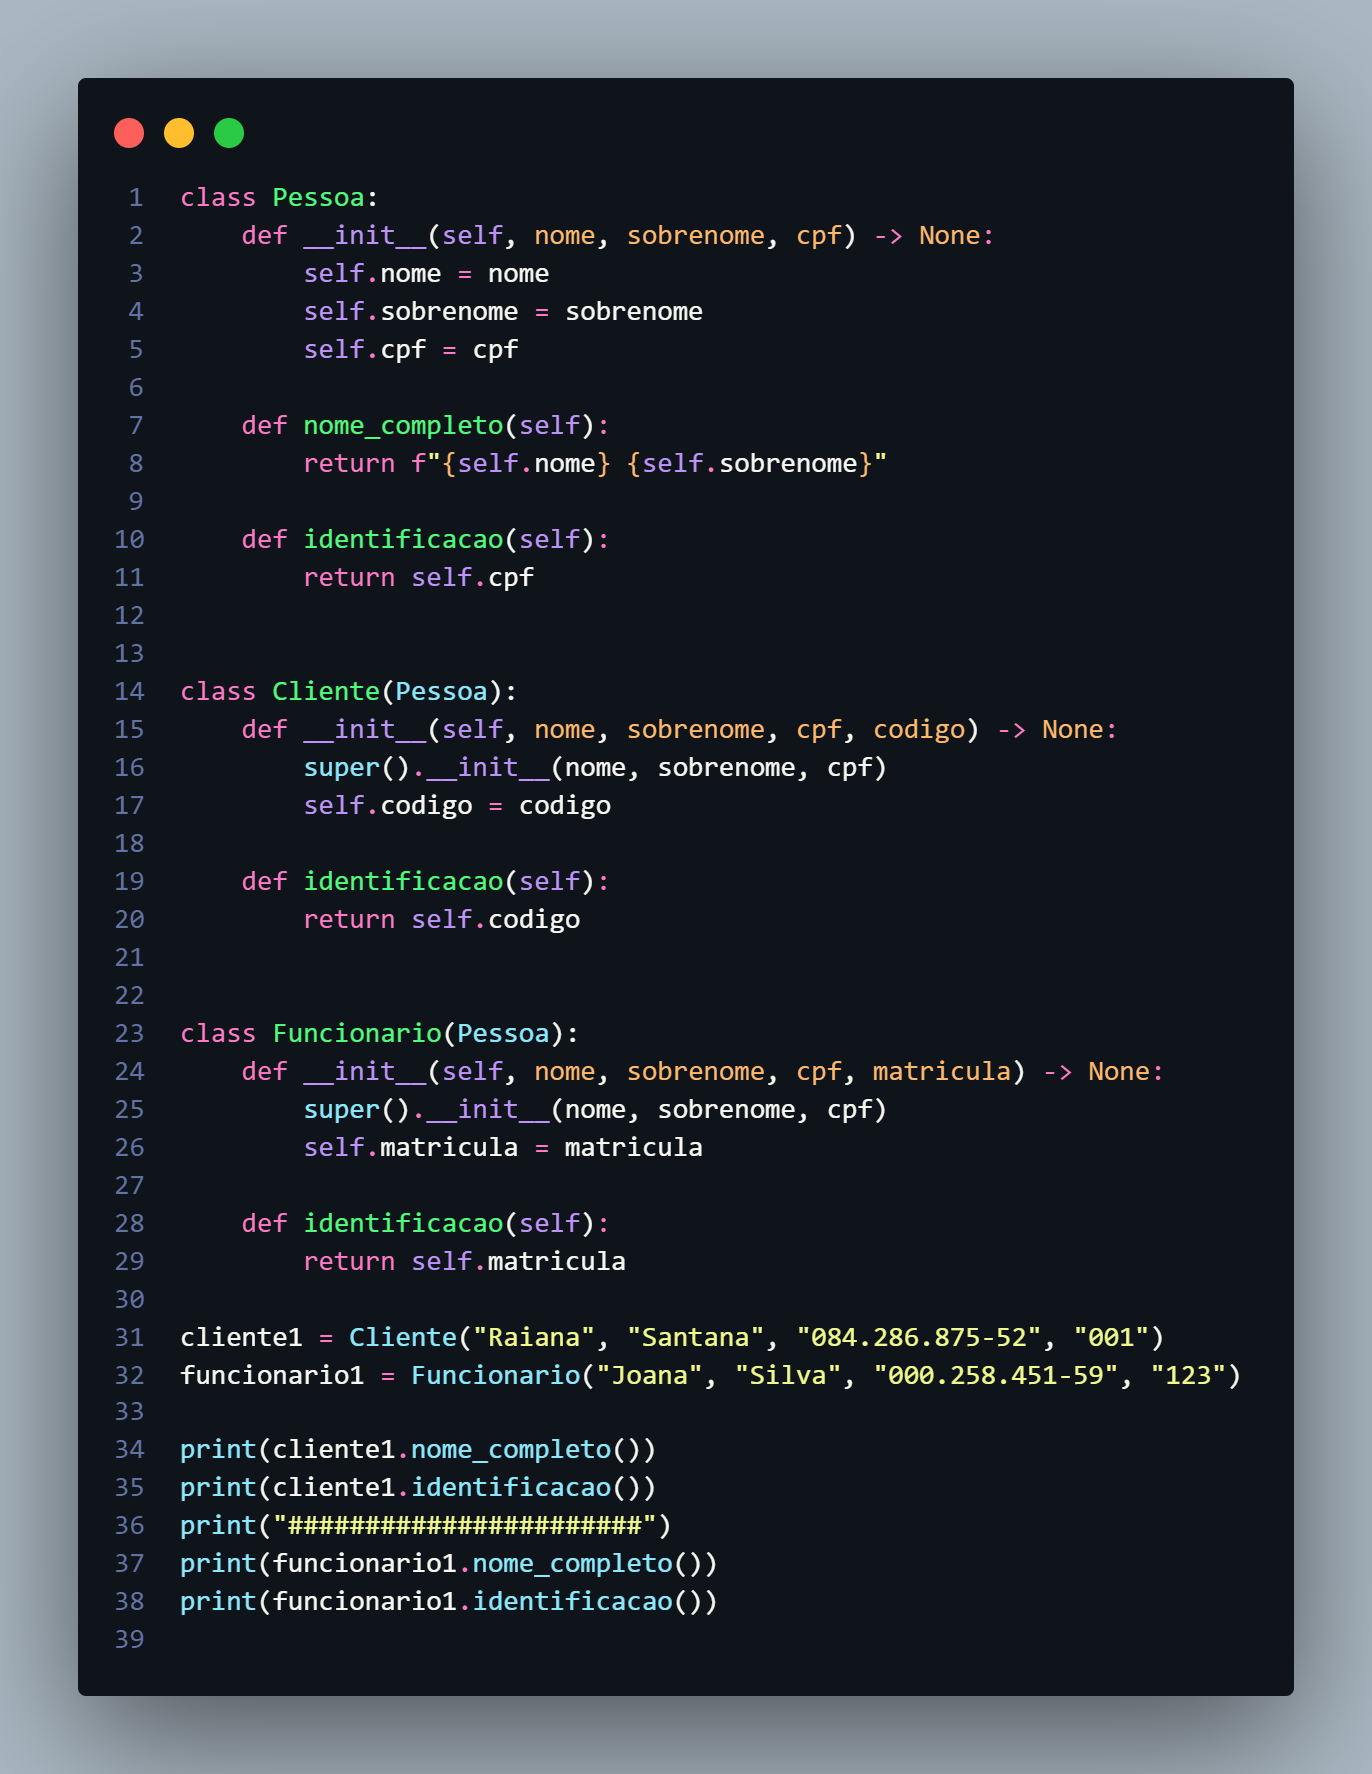 1 class Pessoa:
2     def __init__(self, nome, sobrenome, cpf) -> None:
3         self.nome = nome
4         self.sobrenome = sobrenome
5         self.cpf = cpf
6
7     def nome_completo(self):
8         return f"{self.nome} {self.sobrenome}"
9
10     def identificacao(self):
11         return self.cpf
12
13
14 class Cliente(Pessoa):
15     def __init__(self, nome, sobrenome, cpf, codigo) -> None:
16         super().__init__(nome, sobrenome, cpf)
17         self.codigo = codigo
18
19     def identificacao(self):
20         return self.codigo
21
22
23 class Funcionario(Pessoa):
24     def __init__(self, nome, sobrenome, cpf, matricula) -> None:
25         super().__init__(nome, sobrenome, cpf)
26         self.matricula = matricula
27
28     def identificacao(self):
29         return self.matricula
30
31 cliente1 = Cliente("Raiana", "Santana", "084.286.875-52", "001")
32 funcionario1 = Funcionario("Joana", "Silva", "000.258.451-59", "123")
33
34 print(cliente1.nome_completo())
35 print(cliente1.identificacao())
36 print("#######################")
37 print(funcionario1.nome_completo())
38 print(funcionario1.identificacao())
39